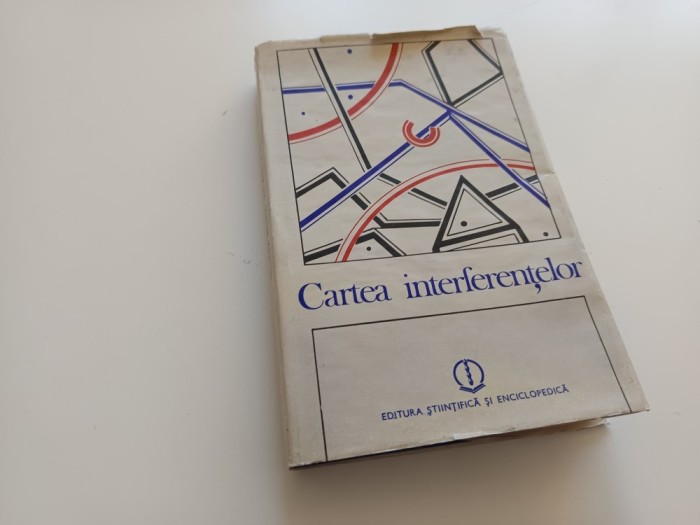 Cartea interferențelor
EDITURA ȘTIINȚIFICĂ ȘI ENCICLOPEDICĂ